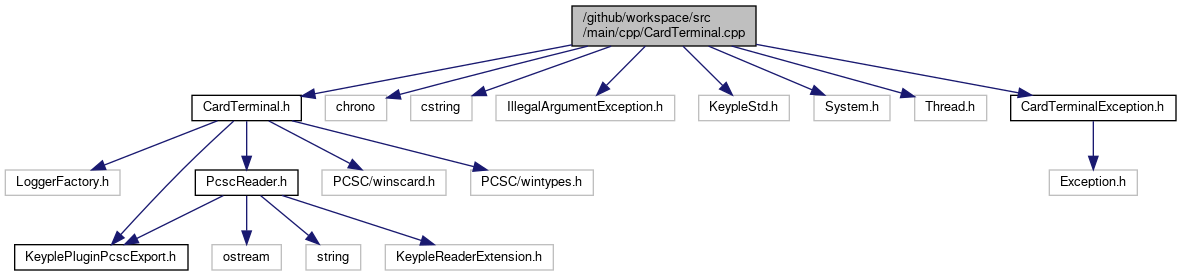 /github/workspace/src
/main/cpp/CardTerminal.cpp
CardTerminal.h
chrono
cstring
IllegalArgumentException.h
KeypleStd.h
System.h
Thread.h
CardTerminalException.h
LoggerFactory.h
PcscReader.h
PCSC/winscard.h
PCSC/wintypes.h
Exception.h
KeyplePluginPcscExport.h
ostream
string
KeypleReaderExtension.h